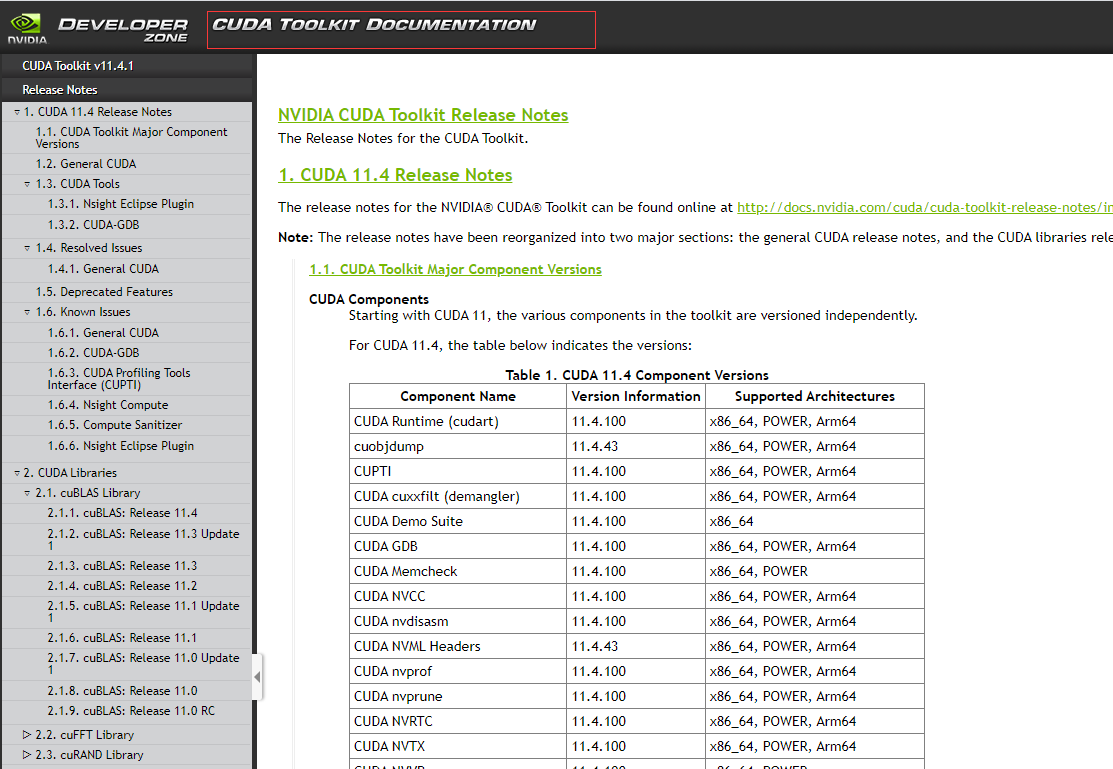 NVIDIA
DEVELOPER
ZONE
CUDA TOOLKIT DOCUMENTATION
CUDA Toolkit v11.4.1
Release Notes
▿ 1. CUDA 11.4 Release Notes
1.1. CUDA Toolkit Major Component
Versions
1.2. General CUDA
▿ 1.3. CUDA Tools
1.3.1. Nsight Eclipse Plugin
1.3.2. CUDA-GDB
▿ 1.4. Resolved Issues
1.4.1. General CUDA
1.5. Deprecated Features
▿ 1.6. Known Issues
1.6.1. General CUDA
1.6.2. CUDA-GDB
1.6.3. CUDA Profiling Tools
Interface (CUPTI)
1.6.4. Nsight Compute
1.6.5. Compute Sanitizer
1.6.6. Nsight Eclipse Plugin
▿ 2. CUDA Libraries
▿ 2.1. cuBLAS Library
2.1.1. cuBLAS: Release 11.4
2.1.2. cuBLAS: Release 11.3 Update
1
2.1.3. cuBLAS: Release 11.3
2.1.4. cuBLAS: Release 11.2
2.1.5. cuBLAS: Release 11.1 Update
1
2.1.6. cuBLAS: Release 11.1
2.1.7. cuBLAS: Release 11.0 Update
1
2.1.8. cuBLAS: Release 11.0
2.1.9. cuBLAS: Release 11.0 RC
▷ 2.2. cuFFT Library
▷ 2.3. cuRAND Library
NVIDIA CUDA Toolkit Release Notes
The Release Notes for the CUDA Toolkit.
1. CUDA 11.4 Release Notes
The release notes for the NVIDIA® CUDA® Toolkit can be found online at http://docs.nvidia.com/cuda/cuda-toolkit-release-notes/in
Note: The release notes have been reorganized into two major sections: the general CUDA release notes, and the CUDA libraries rele
1.1. CUDA Toolkit Major Component Versions
CUDA Components
Starting with CUDA 11, the various components in the toolkit are versioned independently.
For CUDA 11.4, the table below indicates the versions:
Table 1. CUDA 11.4 Component Versions
Component Name Version Information Supported Architectures
CUDA Runtime (cudart) 11.4.100 x86_64, POWER, Arm64
cuobjdump 11.4.43 x86_64, POWER, Arm64
CUPTI 11.4.100 x86_64, POWER, Arm64
CUDA cuxxfilt (demangler) 11.4.100 x86_64, POWER, Arm64
CUDA Demo Suite 11.4.100 x86_64
CUDA GDB 11.4.100 x86_64, POWER, Arm64
CUDA Memcheck 11.4.100 x86_64, POWER
CUDA NVCC 11.4.100 x86_64, POWER, Arm64
CUDA nvdisasm 11.4.100 x86_64, POWER, Arm64
CUDA NVML Headers 11.4.43 x86_64, POWER, Arm64
CUDA nvprof 11.4.100 x86_64, POWER, Arm64
CUDA nvprune 11.4.100 x86_64, POWER, Arm64
CUDA NVRTC 11.4.100 x86_64, POWER, Arm64
CUDA NVTX 11.4.100 x86_64, POWER, Arm64